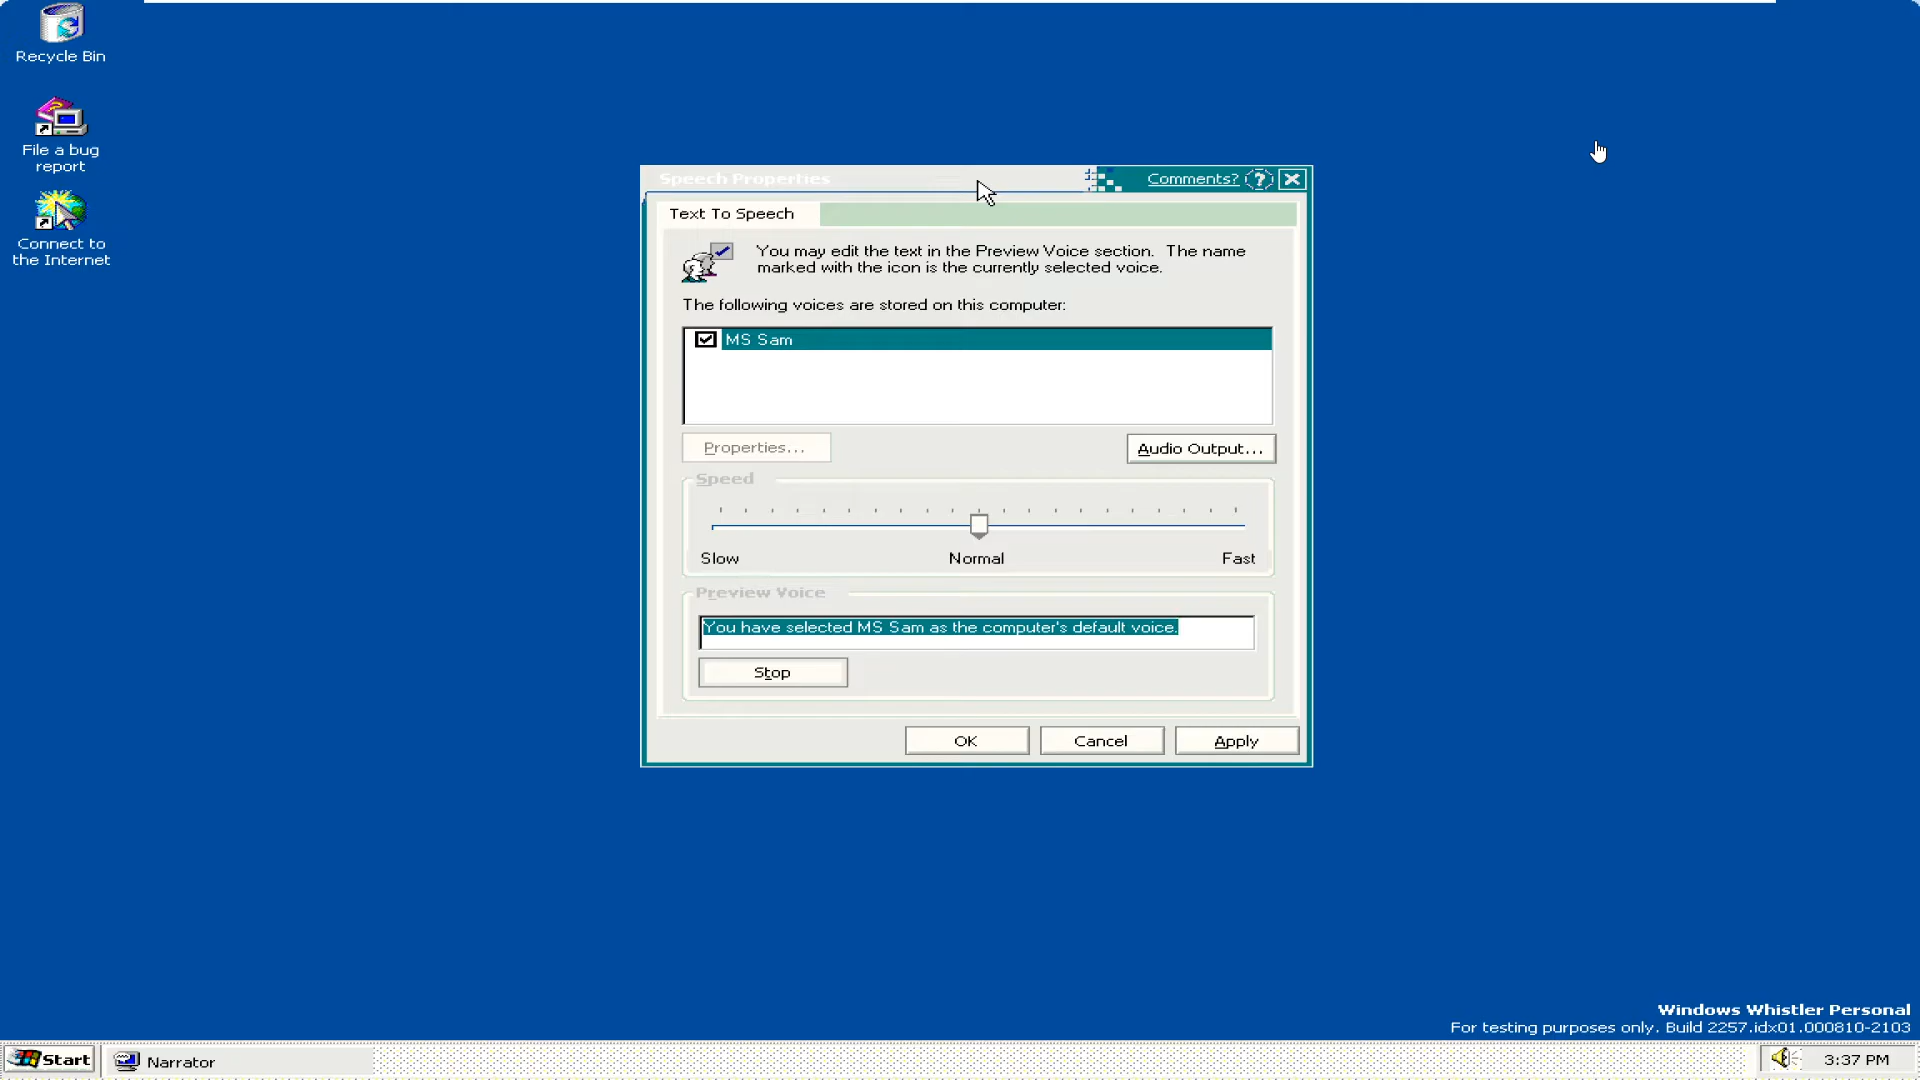 Recycle Bin
File a bug
report
Connect to
the Internet
Speech Properties
Comments?
Text To Speech
You may edit the text in the Preview Voice section. The name
marked with the icon is the currently selected voice.
The following voices are stored on this computer:
MS Sam
Properties...
Audio Output...
Speed
Slow
Normal
Fast
Preview Voice
You have selected MS Sam as the computer's default voice.
Stop
OK
Cancel
Apply
Windows Whistler Personal
For testing purposes only. Build 2257.idx01.000810-2103
Start
Narrator
3:37 PM